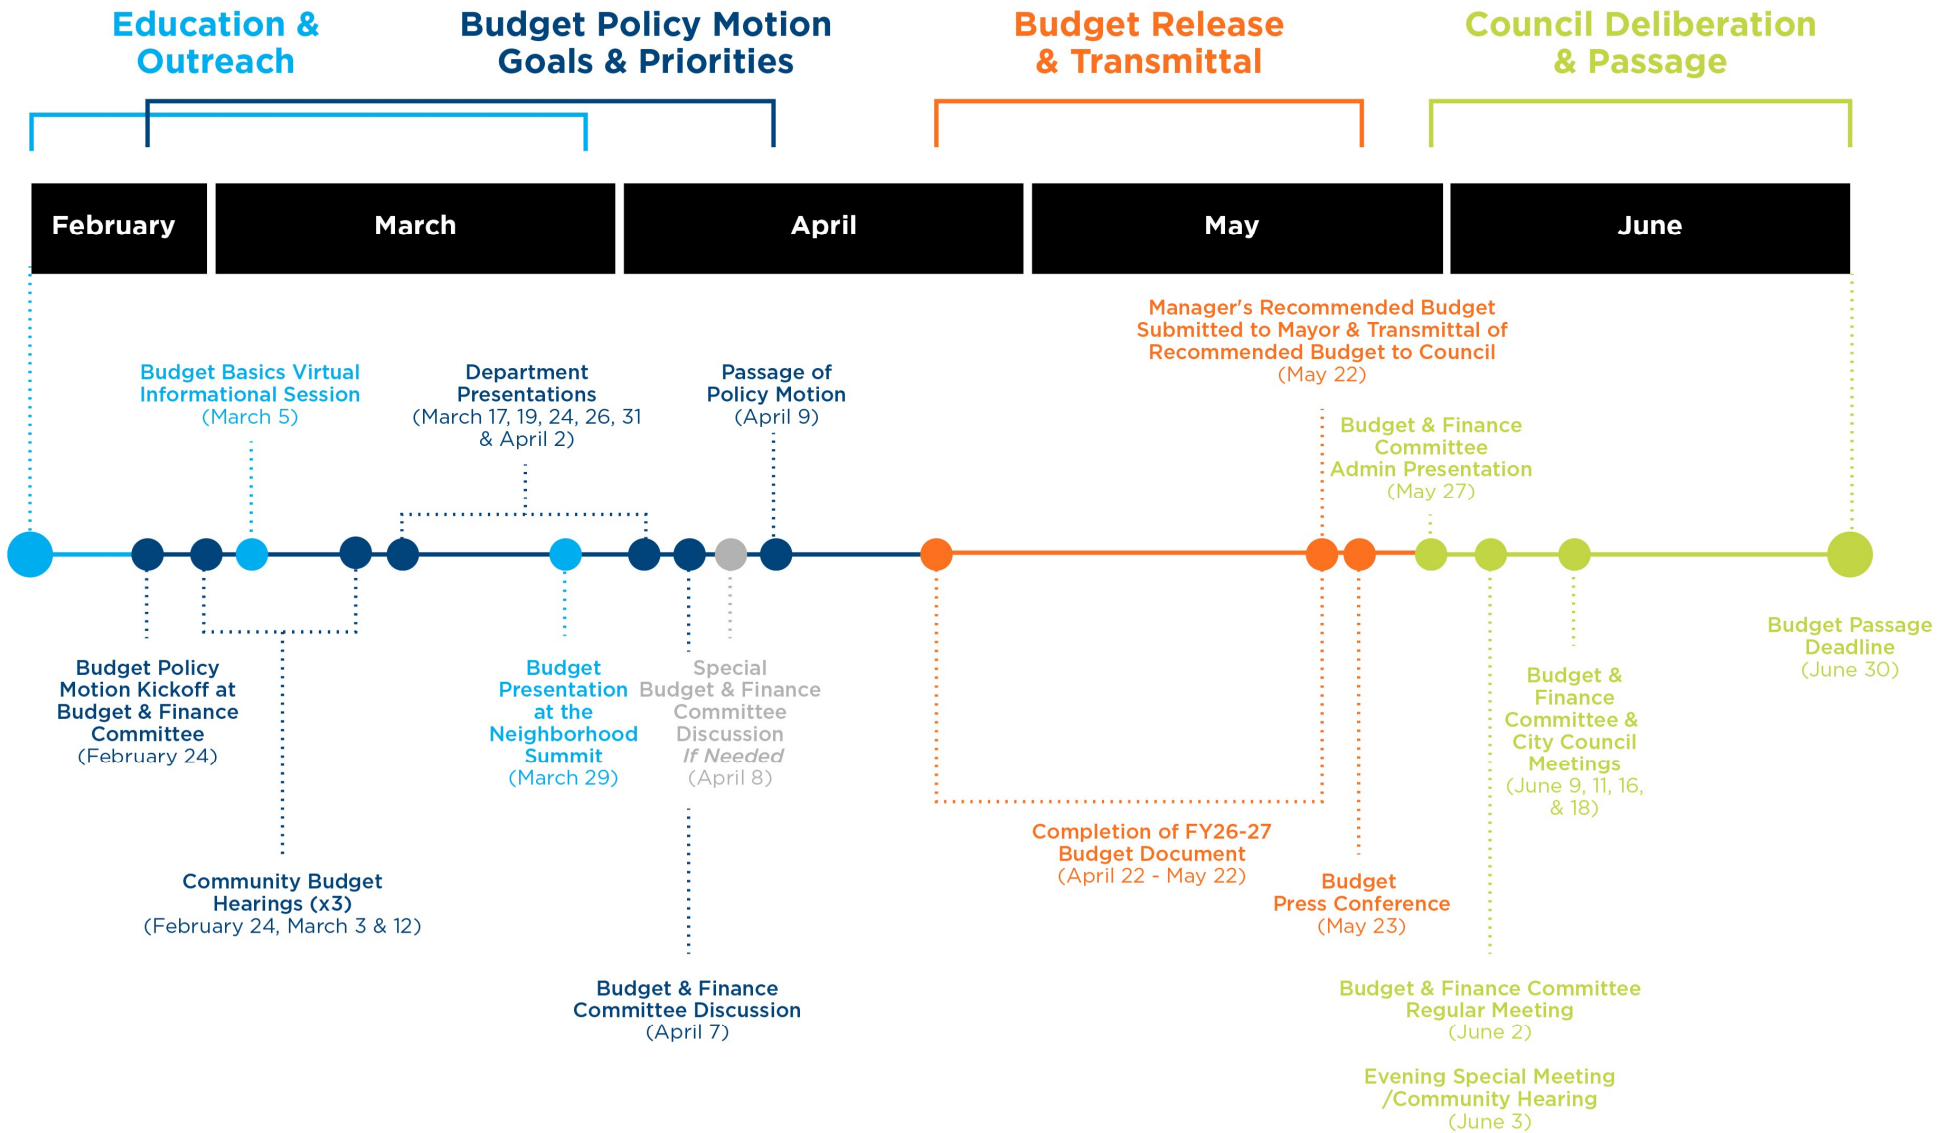 Education &
Outreach
Budget Policy Motion
Goals & Priorities
Budget Release
& Transmittal
Council Deliberation
& Passage
February
March
April
May
June
Budget Basics Virtual
Informational Session
(March 5)
Department
Presentations
(March 17, 19, 24, 26, 31
& April 2)
Passage of
Policy Motion
(April 9)
Manager's Recommended Budget
Submitted to Mayor & Transmittal of
Recommended Budget to Council
(May 22)
Budget & Finance
Committee
Admin Presentation
(May 27)
Budget Policy
Motion Kickoff at
Budget & Finance
Committee
(February 24)
Community Budget
Hearings (x3)
(February 24, March 3 & 12)
Budget
Presentation
at the
Neighborhood
Summit
(March 29)
Special
Budget & Finance
Committee
Discussion
If Needed
(April 8)
Budget & Finance
Committee Discussion
(April 7)
Completion of FY26-27
Budget Document
(April 22 - May 22)
Budget
Press Conference
(May 23)
Budget &
Finance
Committee &
City Council
Meetings
(June 9, 11, 16,
& 18)
Budget Passage
Deadline
(June 30)
Budget & Finance Committee
Regular Meeting
(June 2)
Evening Special Meeting
/Community Hearing
(June 3)